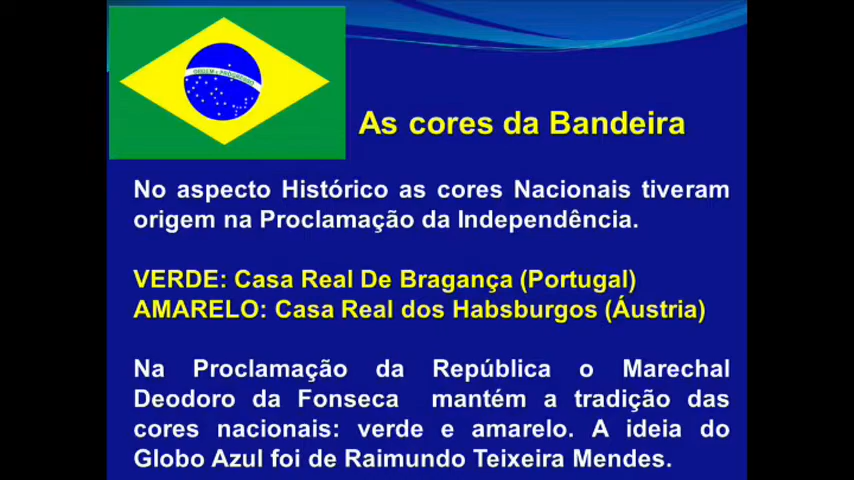 As cores da Bandeira
No aspecto Histórico as cores Nacionais tiveram
origem na Proclamação da Independência.
VERDE: Casa Real De Bragança (Portugal)
AMARELO: Casa Real dos Habsburgos (Áustria)
Na Proclamação da República o Marechal
Deodoro da Fonseca mantém a tradição das
cores nacionais: verde e amarelo. A ideia do
Globo Azul foi de Raimundo Teixeira Mendes.